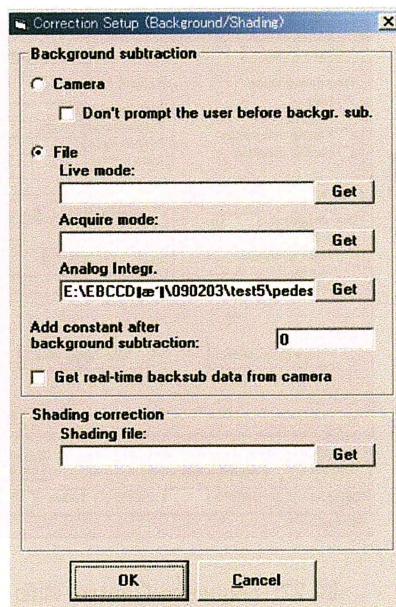 Correction Setup (Background/Shading)
Background subtraction
Camera
Don't prompt the user before backgr. sub.
File
Live mode:
Get
Acquire mode:
Get
Analog Integr.
E:\EBCCD\090203\test5\pedes
Get
Add constant after
background subtraction:
0
Get real-time backsub data from camera
Shading correction
Shading file:
Get
OK
Cancel